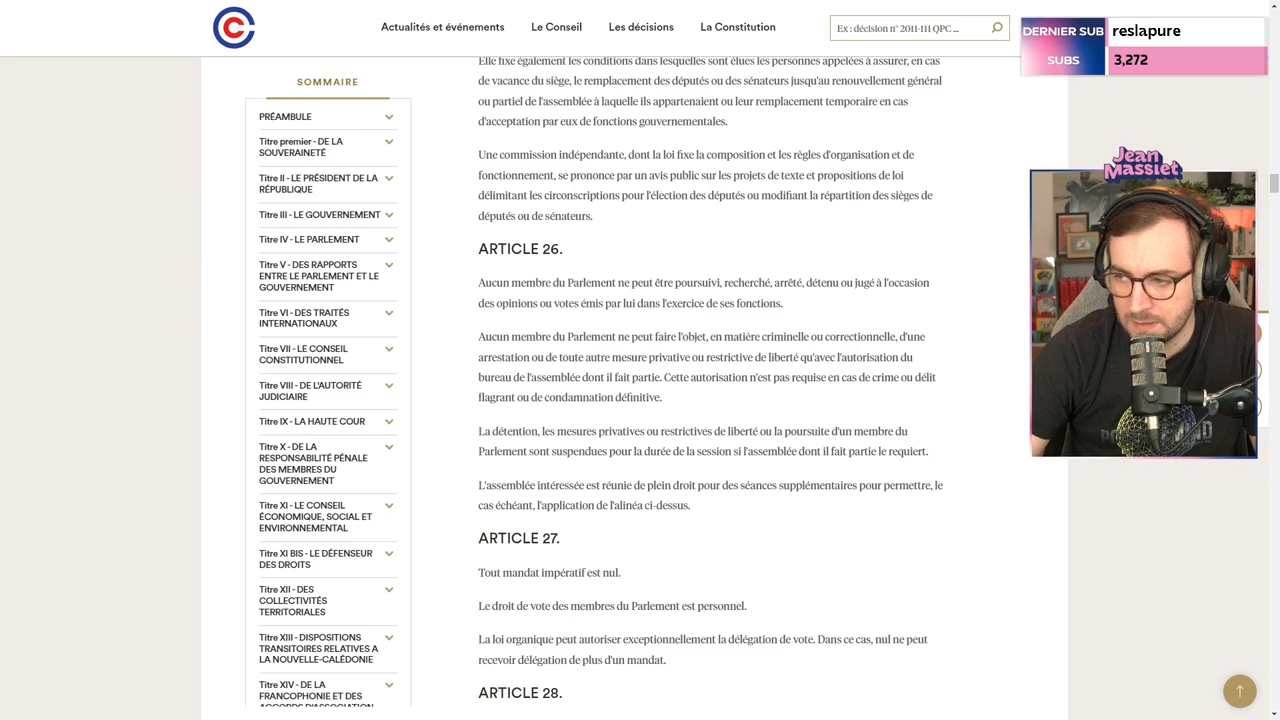 Actualités et événements
Le Conseil
Les décisions
La Constitution
Ex : décision n° 2011-111 QPC ...
DERNIER SUB
reslapure
SUBS
3,272
SOMMAIRE
PRÉAMBULE
Titre premier - DE LA
SOUVERAINETÉ
Titre II - LE PRÉSIDENT DE LA
RÉPUBLIQUE
Titre III - LE GOUVERNEMENT
Titre IV - LE PARLEMENT
Titre V - DES RAPPORTS
ENTRE LE PARLEMENT ET LE
GOUVERNEMENT
Titre VI - DES TRAITÉS
INTERNATIONAUX
Titre VII - LE CONSEIL
CONSTITUTIONNEL
Titre VIII - DE L'AUTORITÉ
JUDICIAIRE
Titre IX - LA HAUTE COUR
Titre X - DE LA
RESPONSABILITÉ PÉNALE
DES MEMBRES DU
GOUVERNEMENT
Titre XI - LE CONSEIL
ÉCONOMIQUE, SOCIAL ET
ENVIRONNEMENTAL
Titre XI BIS - LE DÉFENSEUR
DES DROITS
Titre XII - DES
COLLECTIVITÉS
TERRITORIALES
Titre XIII - DISPOSITIONS
TRANSITOIRES RELATIVES A
LA NOUVELLE-CALÉDONIE
Titre XIV - DE LA
FRANCOPHONIE ET DES
ACCORDS D'ASSOCIATION
Elle fixe également les conditions dans lesquelles sont élues les personnes appelées à assurer, en cas
de vacance du siège, le remplacement des députés ou des sénateurs jusqu'au renouvellement général
ou partiel de l'assemblée à laquelle ils appartenaient ou leur remplacement temporaire en cas
d'acceptation par eux de fonctions gouvernementales.
Une commission indépendante, dont la loi fixe la composition et les règles d'organisation et de
fonctionnement, se prononce par un avis public sur les projets de texte et propositions de loi
délimitant les circonscriptions pour l'élection des députés ou modifiant la répartition des sièges de
députés ou de sénateurs.
ARTICLE 26.
Aucun membre du Parlement ne peut être poursuivi, recherché, arrêté, détenu ou jugé à l'occasion
des opinions ou votes émis par lui dans l'exercice de ses fonctions.
Aucun membre du Parlement ne peut faire l'objet, en matière criminelle ou correctionnelle, d'une
arrestation ou de toute autre mesure privative ou restrictive de liberté qu'avec l'autorisation du
bureau de l'assemblée dont il fait partie. Cette autorisation n'est pas requise en cas de crime ou délit
flagrant ou de condamnation définitive.
La détention, les mesures privatives ou restrictives de liberté ou la poursuite d'un membre du
Parlement sont suspendues pour la durée de la session si l'assemblée dont il fait partie le requiert.
L'assemblée intéressée est réunie de plein droit pour des séances supplémentaires pour permettre, le
cas échéant, l'application de l'alinéa ci-dessus.
ARTICLE 27.
Tout mandat impératif est nul.
Le droit de vote des membres du Parlement est personnel.
La loi organique peut autoriser exceptionnellement la délégation de vote. Dans ce cas, nul ne peut
recevoir délégation de plus d'un mandat.
ARTICLE 28.
Jean
Massiet